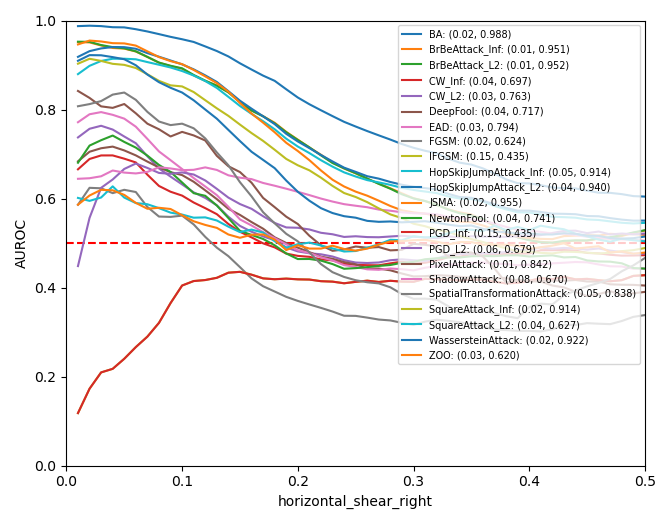 1.0
0.8
0.6
0.4
0.2
0.0
AUROC
0.0 0.1 0.2 0.3 0.4 0.5
horizontal_shear_right
BA: (0.02, 0.988)
BrBeAttack_Inf: (0.01, 0.951)
BrBeAttack_L2: (0.01, 0.952)
CW_Inf: (0.04, 0.697)
CW_L2: (0.03, 0.763)
DeepFool: (0.04, 0.717)
EAD: (0.03, 0.794)
FGSM: (0.02, 0.624)
IFGSM: (0.15, 0.435)
HopSkipJumpAttack_Inf: (0.05, 0.914)
HopSkipJumpAttack_L2: (0.04, 0.940)
JSMA: (0.02, 0.955)
NewtonFool: (0.04, 0.741)
PGD_Inf: (0.15, 0.435)
PGD_L2: (0.06, 0.679)
PixelAttack: (0.01, 0.842)
ShadowAttack: (0.08, 0.670)
SpatialTransformationAttack: (0.05, 0.838)
SquareAttack_Inf: (0.02, 0.914)
SquareAttack_L2: (0.04, 0.627)
WassersteinAttack: (0.02, 0.922)
ZOO: (0.03, 0.620)